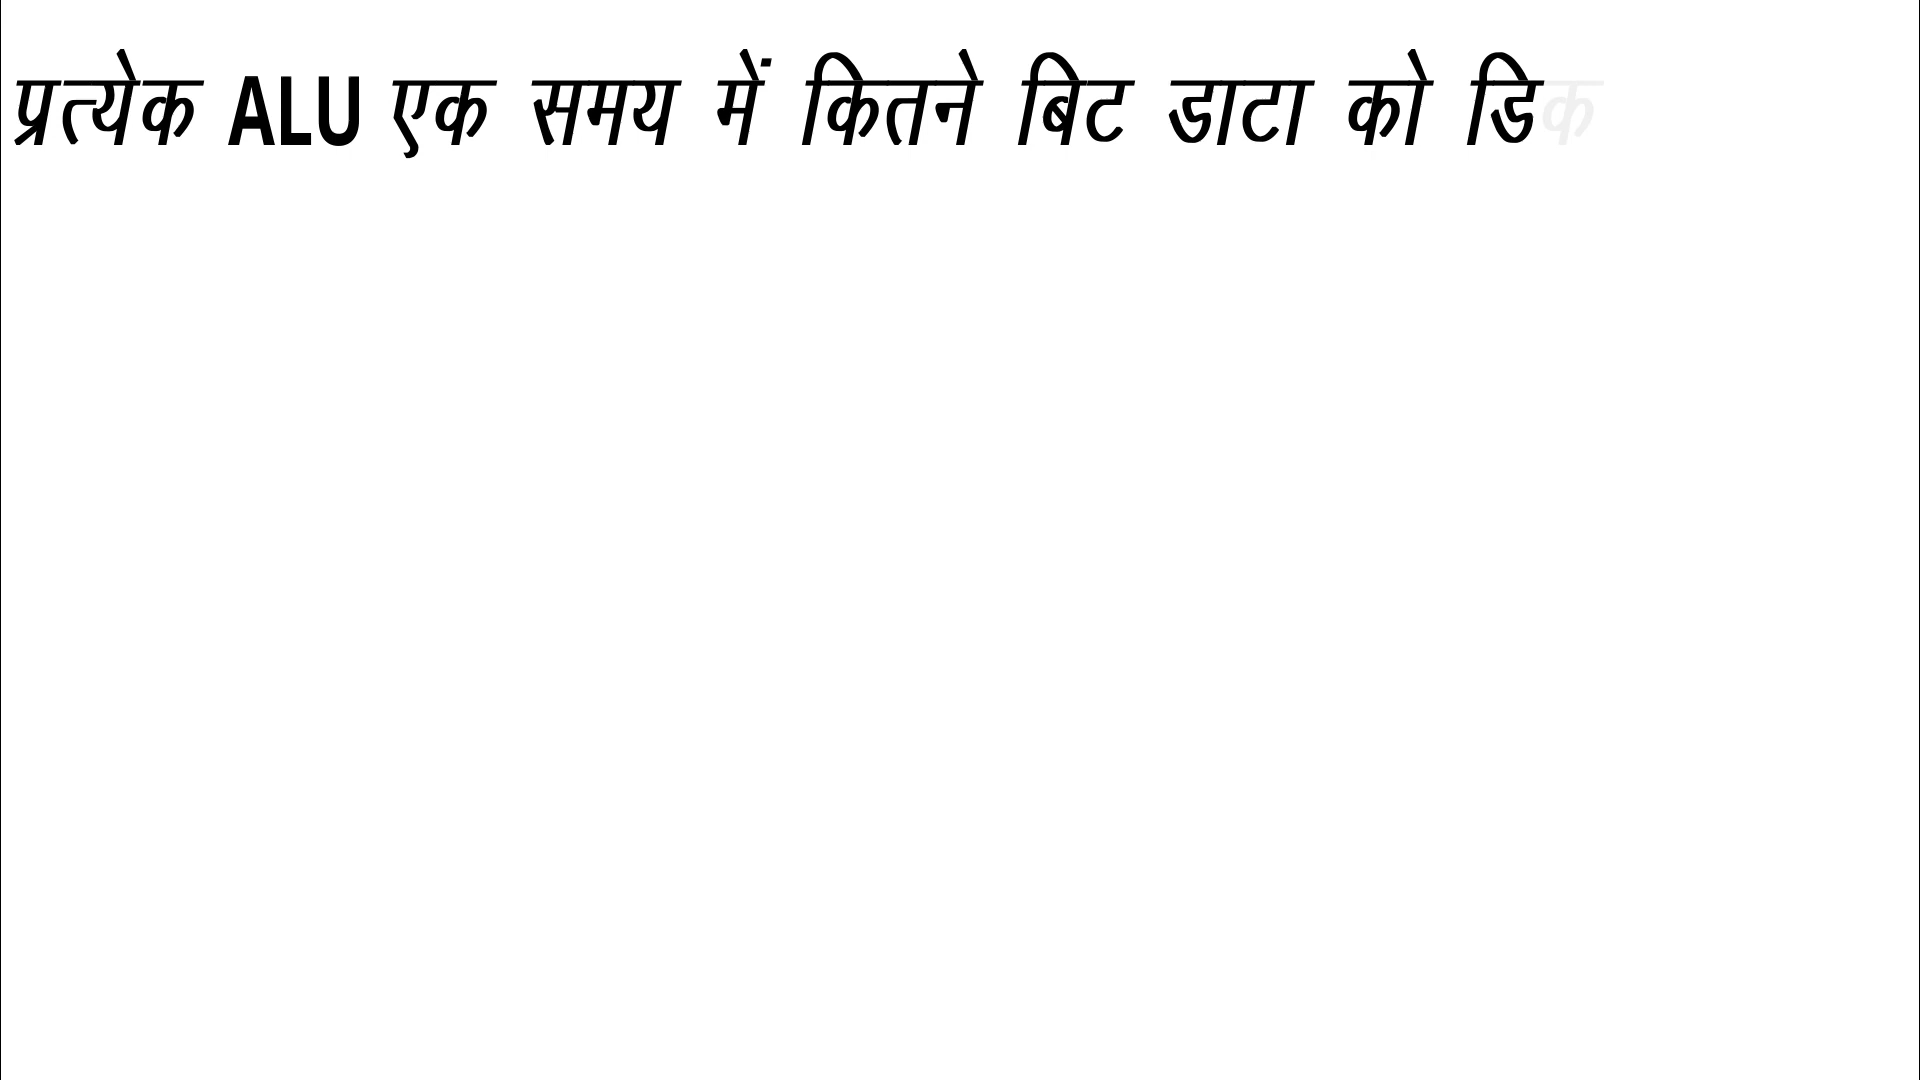 प्रत्येक ALU एक समय में कितने बिट डाटा को डिक